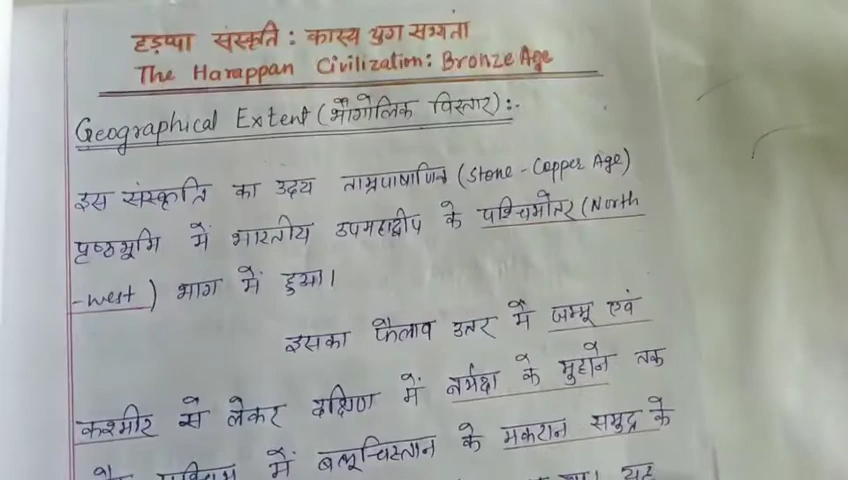 हड़प्पा संस्कृति : कास्य युग सभ्यता
The Harappan Civilization: Bronze Age
Geographical Extent (भौगोलिक विस्तार) :-
इस संस्कृति का उदय ताम्रपाषाणिक (Stone-Copper Age)
पृष्ठभूमि में भारतीय उपमहाद्वीप के पश्चिमोत्तर (North
-west) भाग में हुआ।
इसका फैलाव उत्तर में जम्मू एवं
कश्मीर से लेकर दक्षिण में नर्मदा के मुहाने तक
में बलूचिस्तान के मकरान समुद्र के
यह